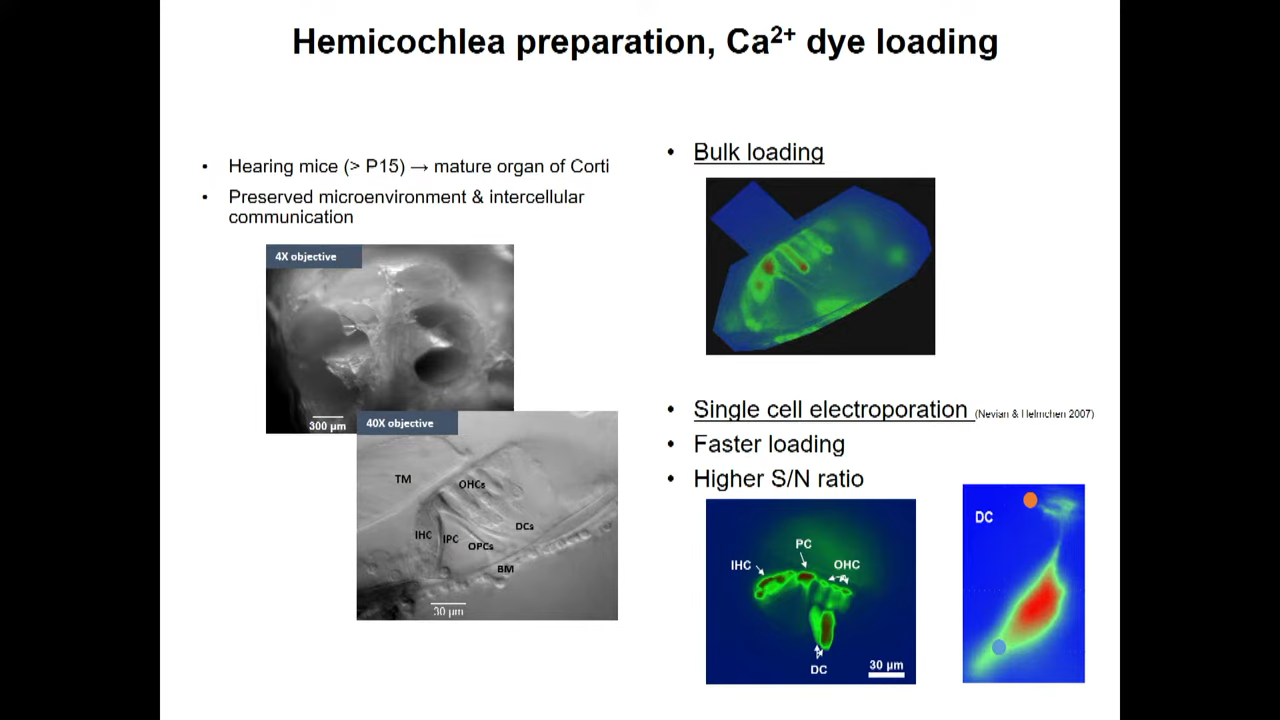 Hemicochlea preparation, Ca²⁺ dye loading
• Hearing mice (> P15) → mature organ of Corti
• Preserved microenvironment & intercellular
communication
4X objective
300 µm
40X objective
TM
OHCs
IHC
IPC
DCs
OPCs
BM
30 µm
• Bulk loading
• Single cell electroporation (Nevian & Helmchen 2007)
• Faster loading
• Higher S/N ratio
PC
IHC
OHC
DC
30 µm
DC